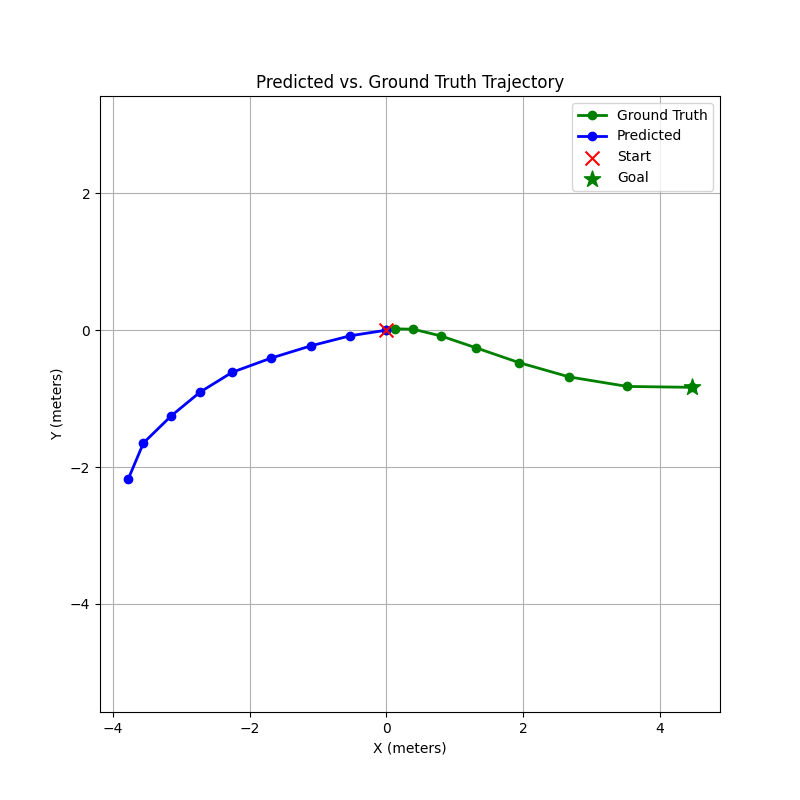 Predicted vs. Ground Truth Trajectory
Ground Truth
Predicted
Start
Goal
2
0
−2
−4
Y (meters)
−4
−2
0
2
4
X (meters)